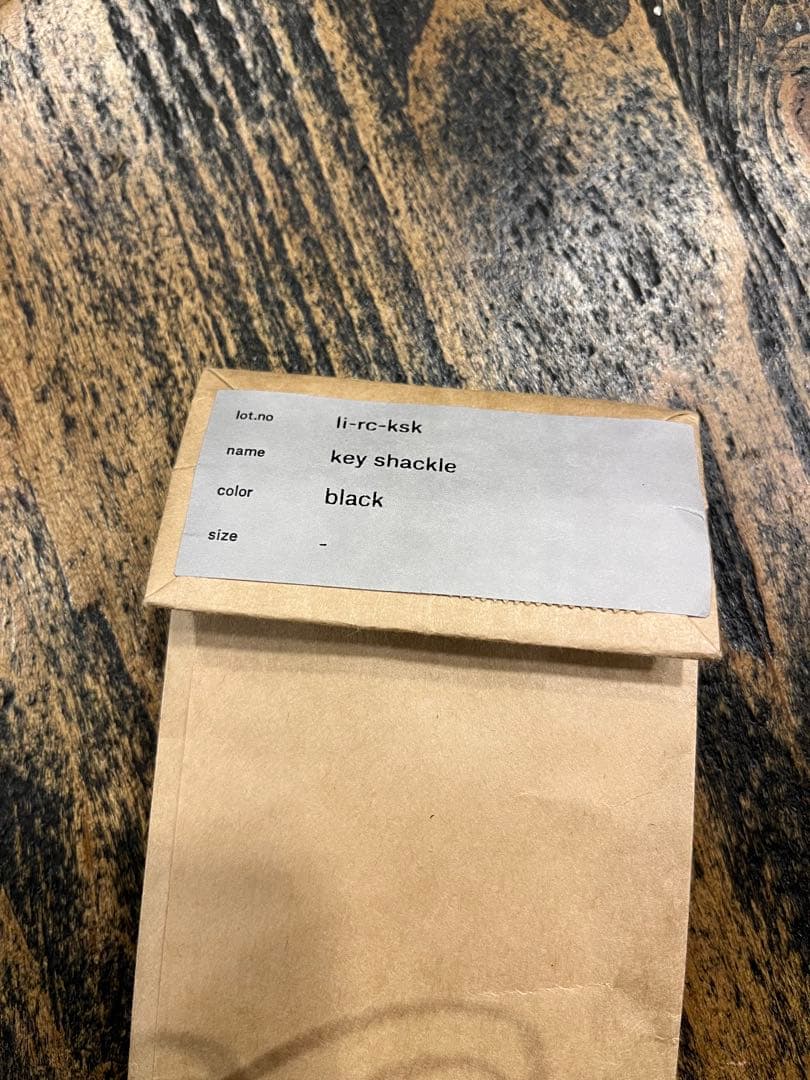 lot.no li-rc-ksk
name key shackle
color black
size -